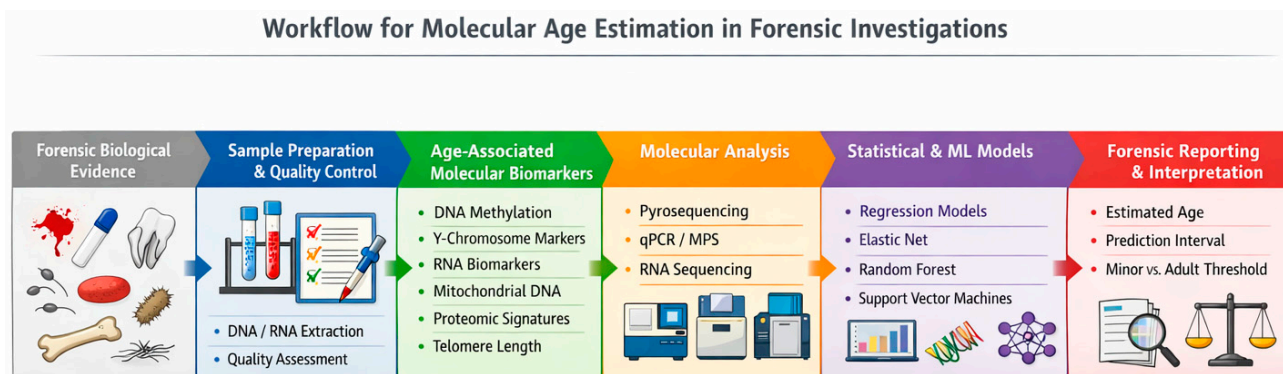 Workflow for Molecular Age Estimation in Forensic Investigations
Forensic Biological
Evidence
Sample Preparation
& Quality Control
• DNA / RNA Extraction
• Quality Assessment
Age-Associated
Molecular Biomarkers
• DNA Methylation
• Y-Chromosome Markers
• RNA Biomarkers
• Mitochondrial DNA
• Proteomic Signatures
• Telomere Length
Molecular Analysis
• Pyrosequencing
• qPCR / MPS
• RNA Sequencing
Statistical & ML Models
• Regression Models
• Elastic Net
• Random Forest
• Support Vector Machines
Forensic Reporting
& Interpretation
• Estimated Age
• Prediction Interval
• Minor vs. Adult Threshold